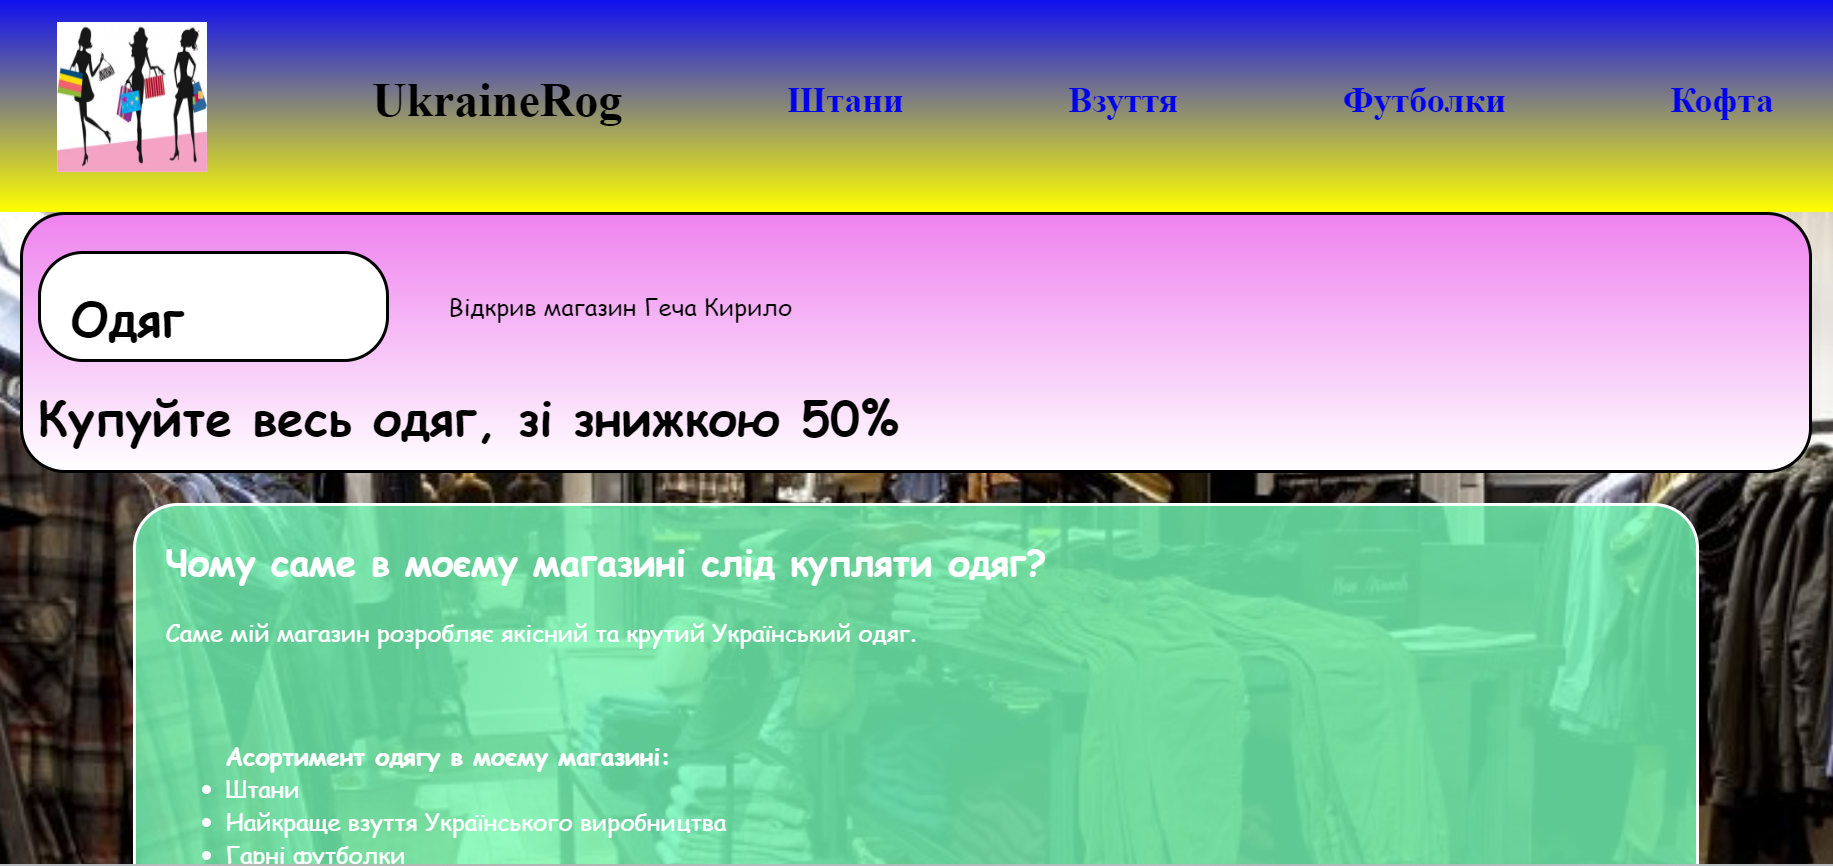 UkraineRog
Штани
Взуття
Футболки
Кофта
Одяг
Відкрив магазин Геча Кирило
Купуйте весь одяг, зі знижкою 50%
Чому саме в моєму магазині слід купляти одяг?
Саме мій магазин розробляє якісний та крутий Український одяг.
Асортимент одягу в моєму магазині:
Штани
Найкраще взуття Українського виробництва
Гарні футболки